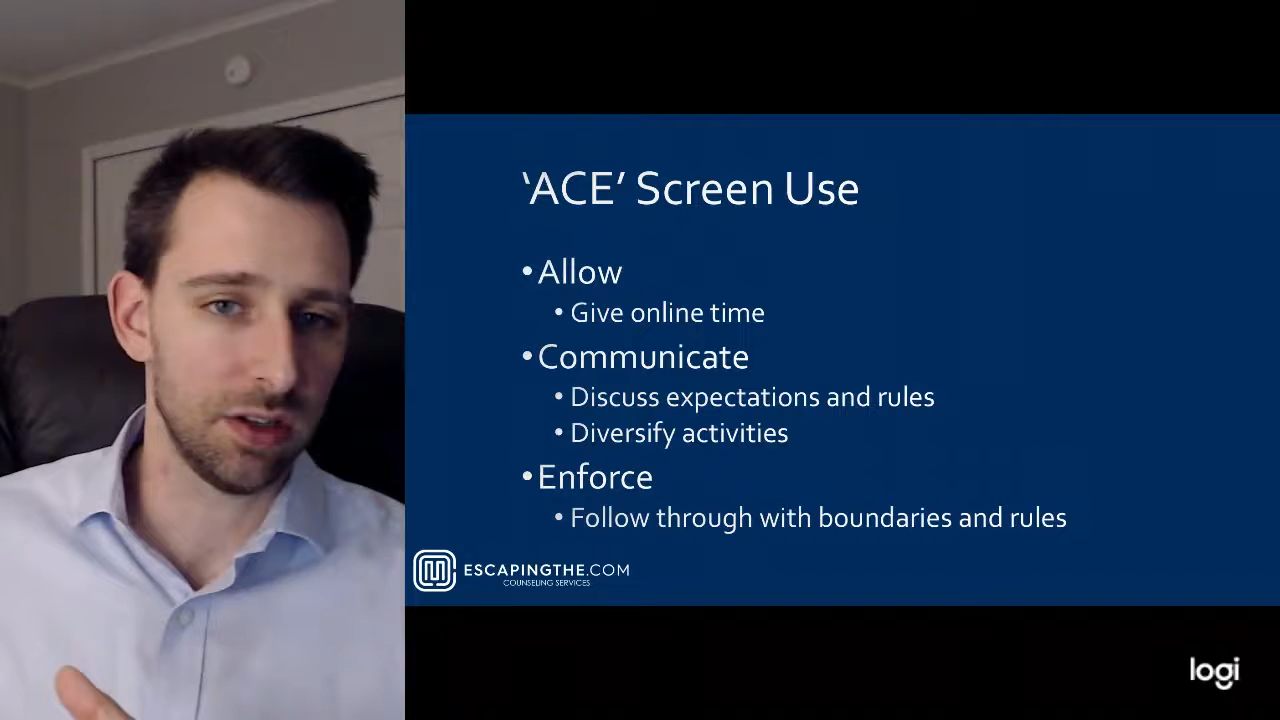 ‘ACE’ Screen Use
• Allow
• Give online time
• Communicate
• Discuss expectations and rules
• Diversify activities
• Enforce
• Follow through with boundaries and rules
ESCAPINGTHE.COM
COUNSELING SERVICES
logi